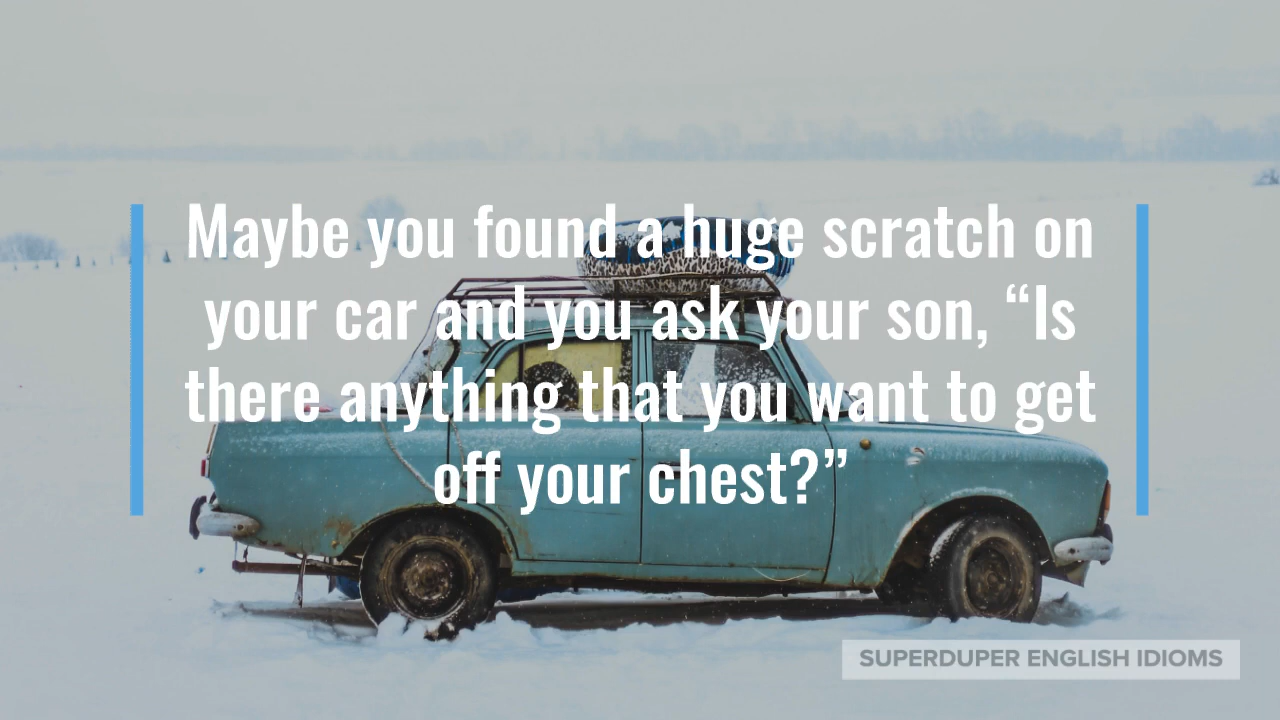 Maybe you found a huge scratch on
your car and you ask your son, “Is
there anything that you want to get
off your chest?”
SUPERDUPER ENGLISH IDIOMS